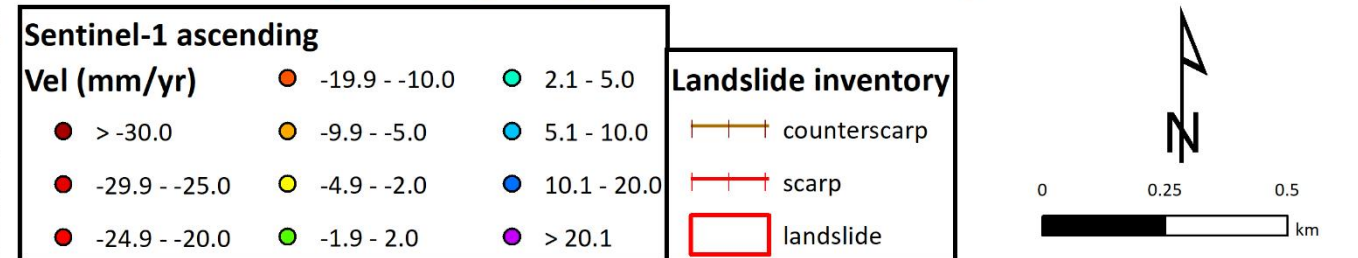 Sentinel-1 ascending
Vel (mm/yr)
> -30.0
-29.9 - -25.0
-24.9 - -20.0
-19.9 - -10.0
-9.9 - -5.0
-4.9 - -2.0
-1.9 - 2.0
2.1 - 5.0
5.1 - 10.0
10.1 - 20.0
> 20.1
Landslide inventory
counterscarp
scarp
landslide
N
0 0.25 0.5
km